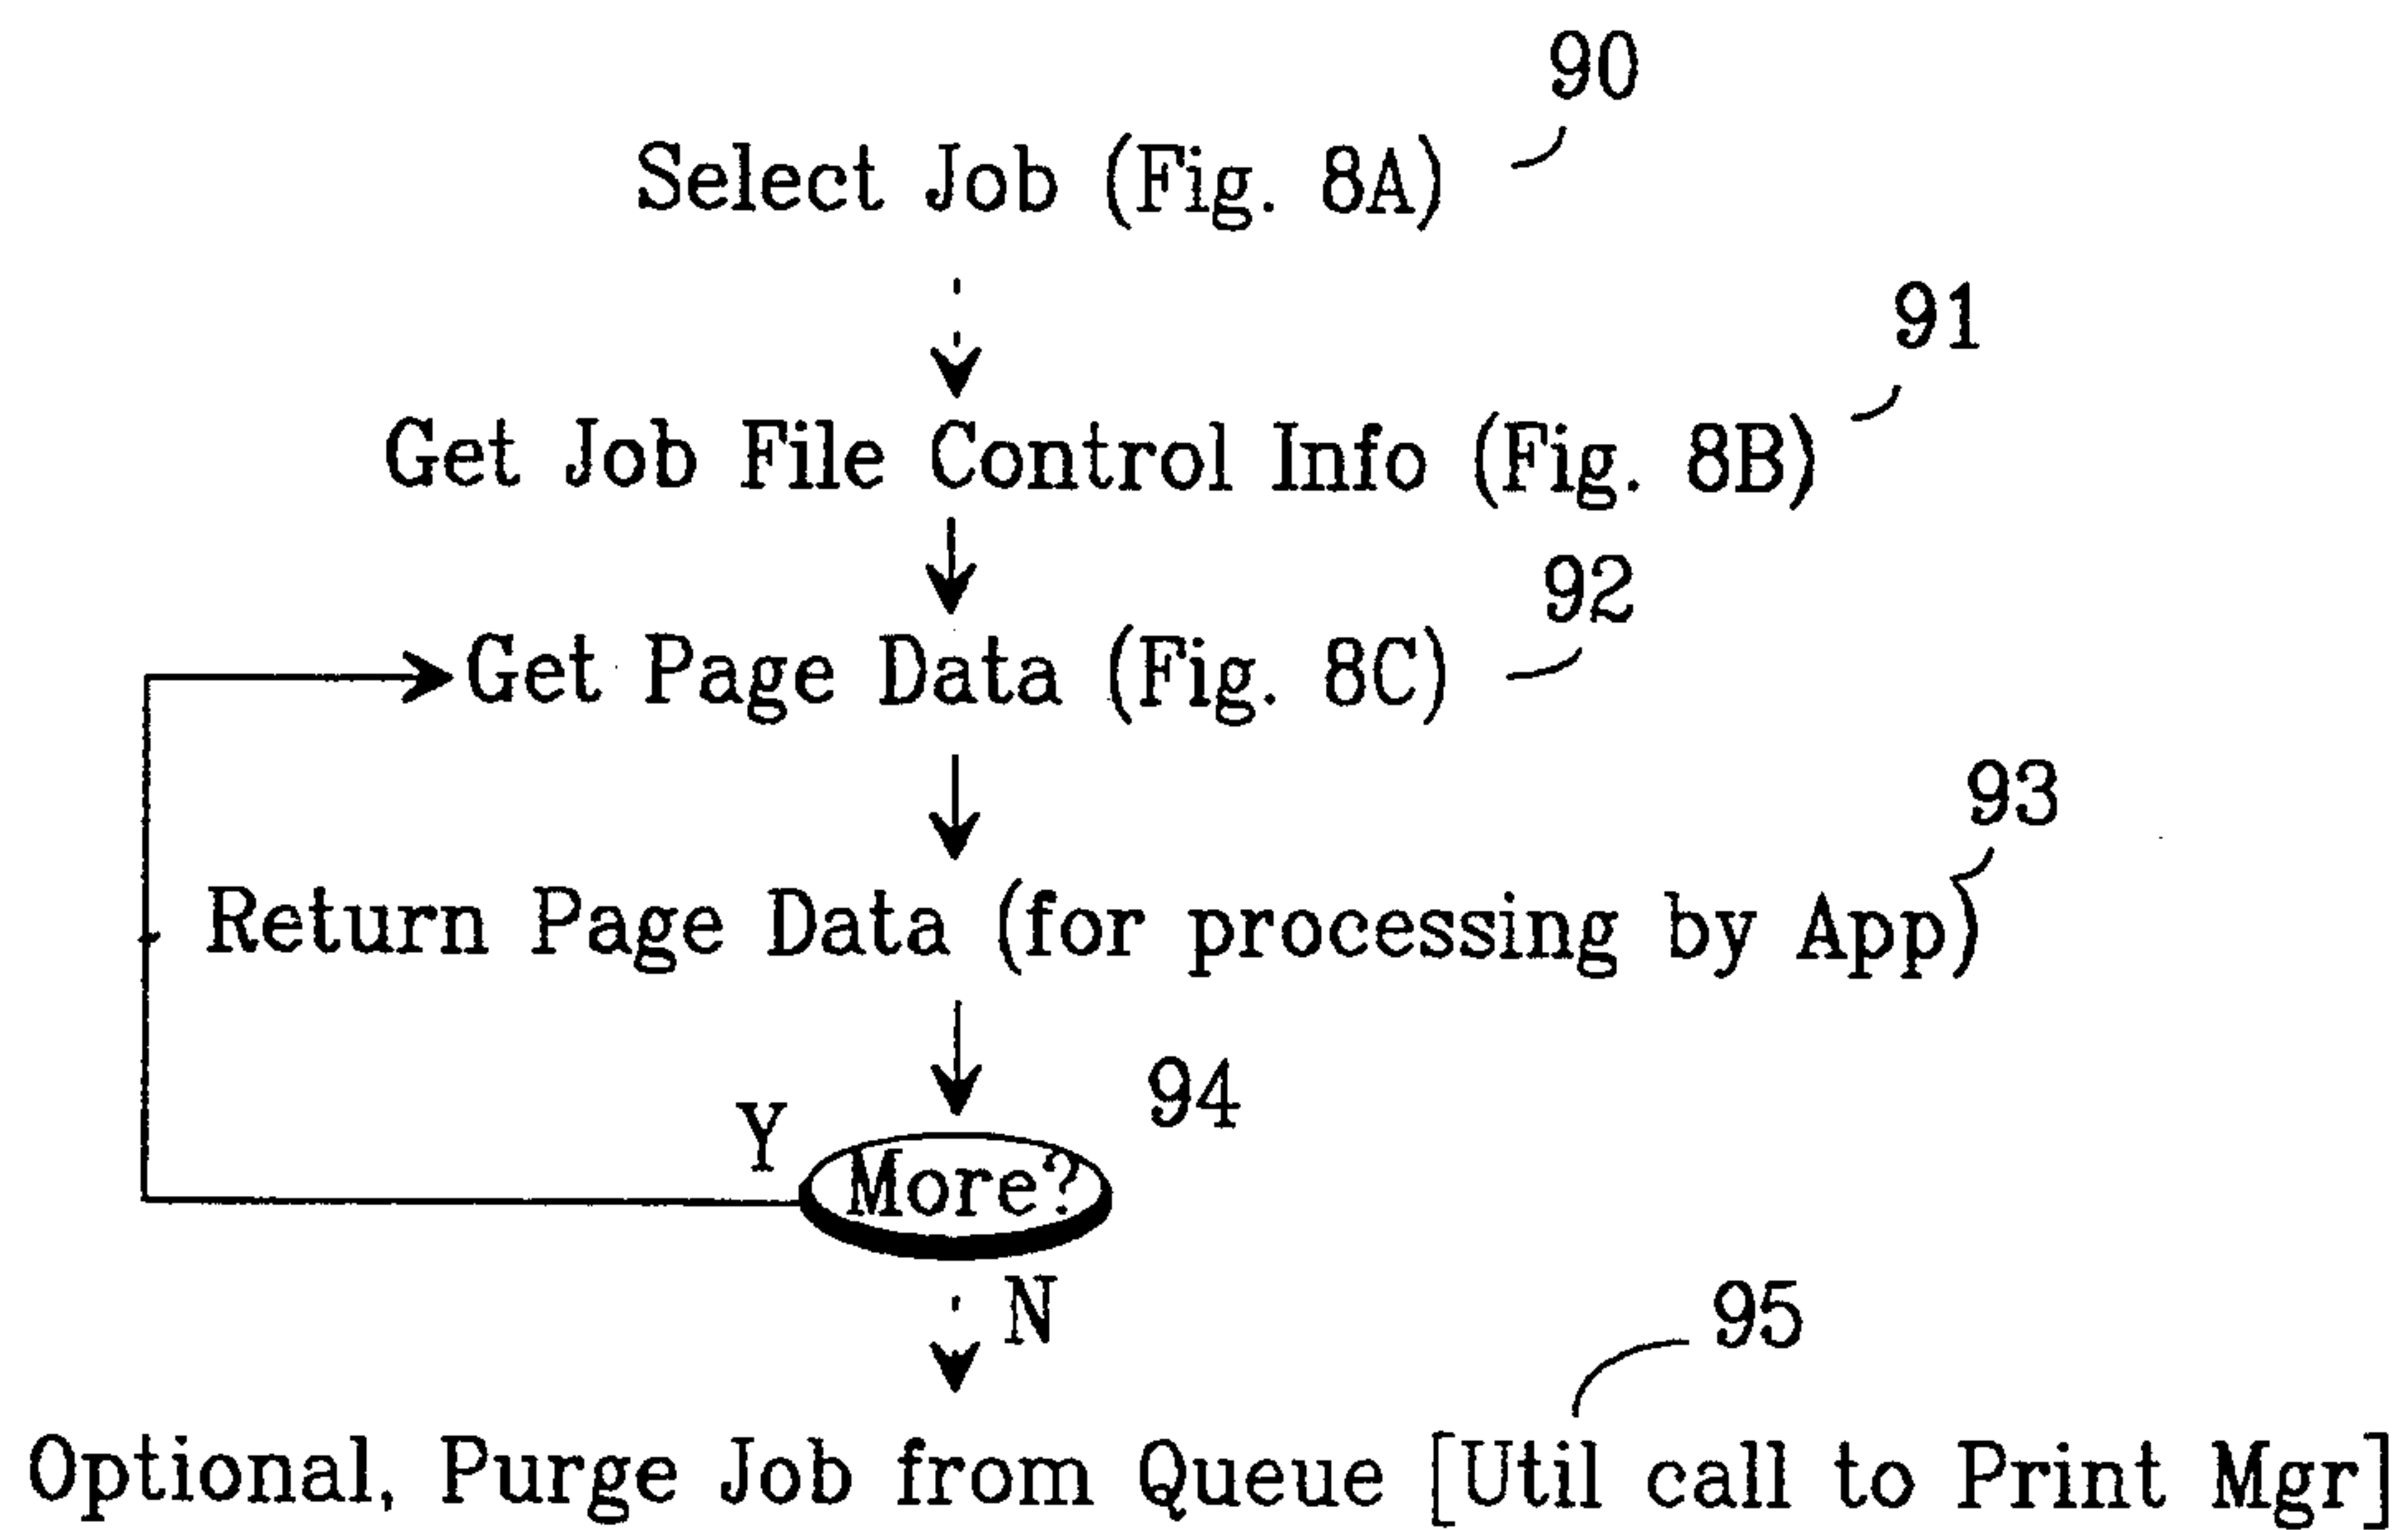 90
Select Job (Fig. 8A)
91
Get Job File Control Info (Fig. 8B)
92
Get Page Data (Fig. 8C)
93
Return Page Data (for processing by App)
94
Y
More?
N
95
Optional, Purge Job from Queue [Util call to Print Mgr]